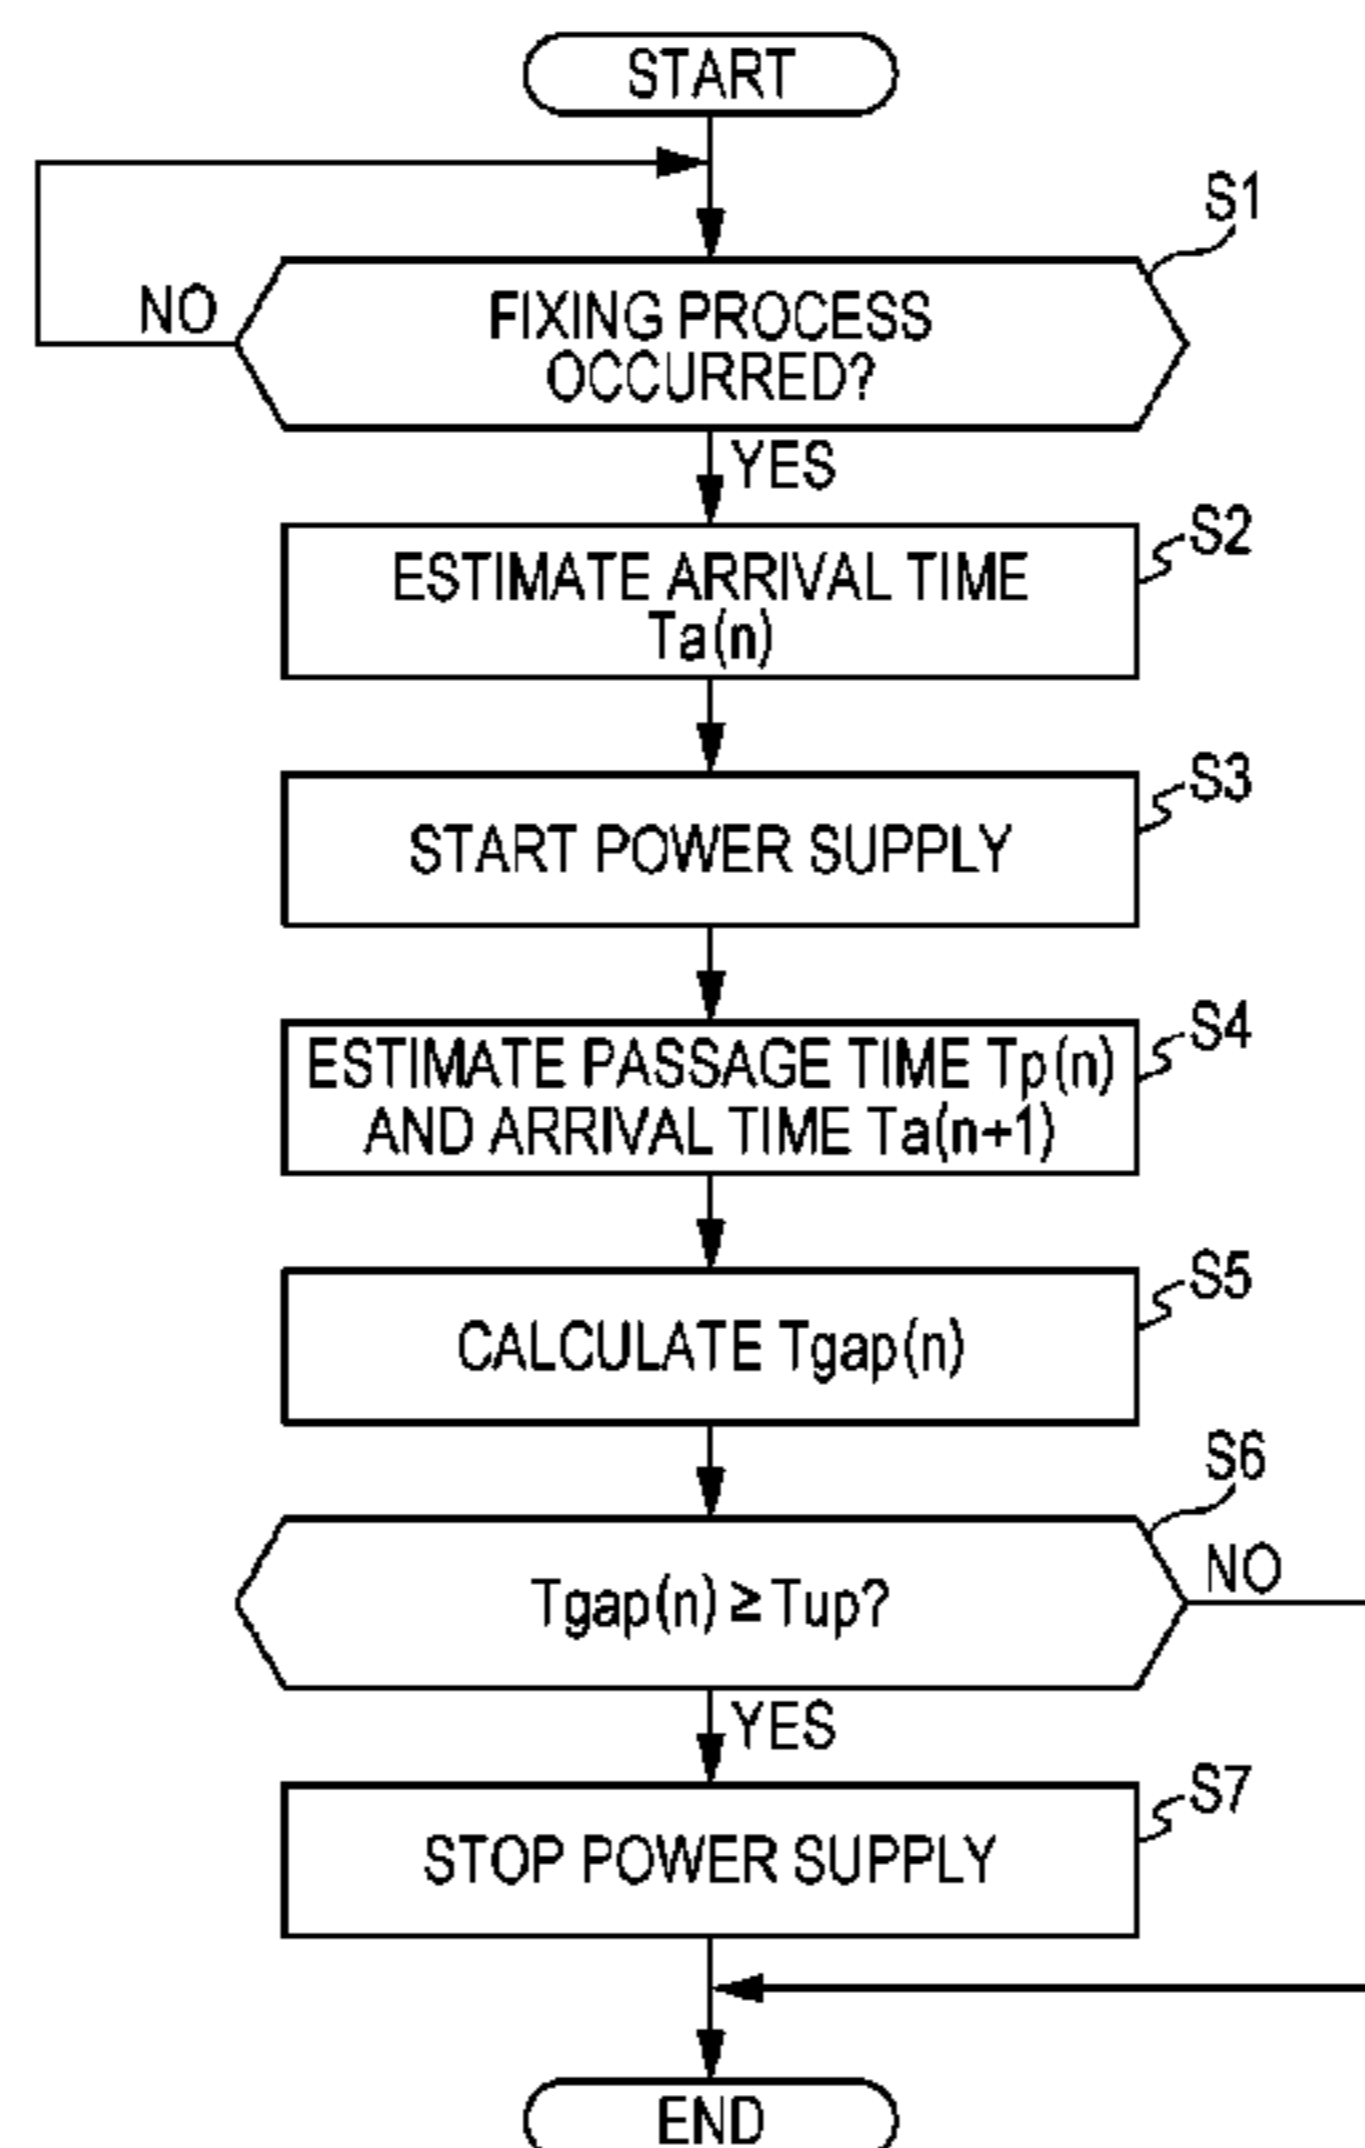 START
S1
NO
FIXING PROCESS
OCCURRED?
YES
S2
ESTIMATE ARRIVAL TIME
Ta(n)
S3
START POWER SUPPLY
S4
ESTIMATE PASSAGE TIME Tp(n)
AND ARRIVAL TIME Ta(n+1)
S5
CALCULATE Tgap(n)
S6
NO
Tgap(n) ≥ Tup?
YES
S7
STOP POWER SUPPLY
END